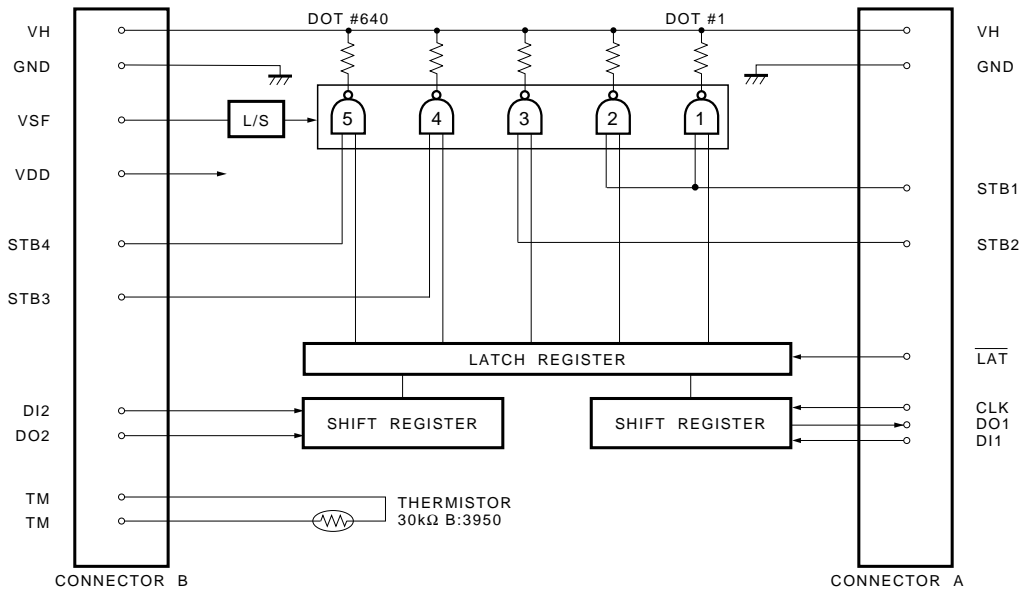 DOT #640
DOT #1
VH
GND
VSF
VDD
STB4
STB3
DI2
DO2
TM
TM
L/S
5
4
3
2
1
LATCH REGISTER
SHIFT REGISTER
SHIFT REGISTER
THERMISTOR
30kΩ B:3950
VH
GND
STB1
STB2
LAT
CLK
DO1
DI1
CONNECTOR B
CONNECTOR A